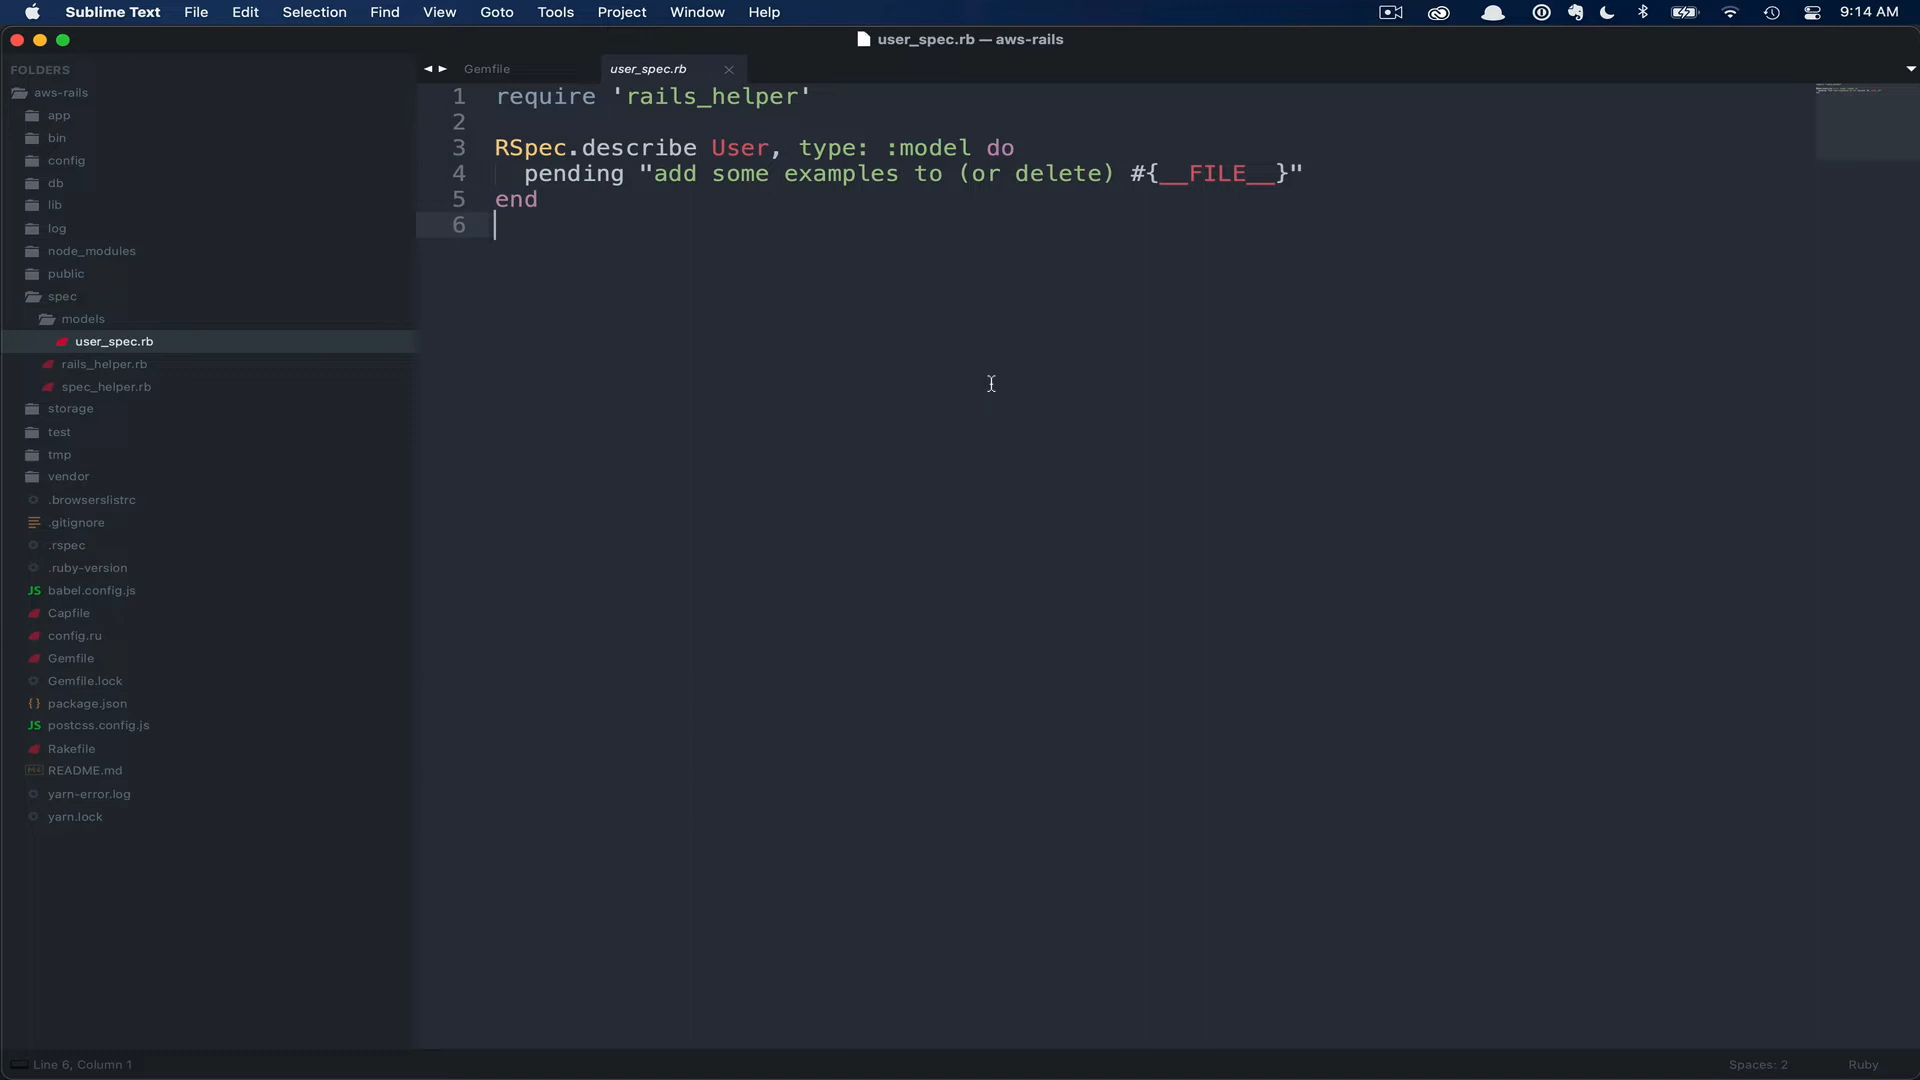 Sublime Text File Edit Selection Find View Goto Tools Project Window Help 9:14 AM
user_spec.rb — aws-rails
FOLDERS
aws-rails
app
bin
config
db
lib
log
node_modules
public
spec
models
user_spec.rb
rails_helper.rb
spec_helper.rb
storage
test
tmp
vendor
.browserslistrc
.gitignore
.rspec
.ruby-version
JS babel.config.js
Capfile
config.ru
Gemfile
Gemfile.lock
{ } package.json
JS postcss.config.js
Rakefile
README.md
yarn-error.log
yarn.lock
Gemfile user_spec.rb
1 require 'rails_helper'
2
3 RSpec.describe User, type: :model do
4 pending "add some examples to (or delete) #{__FILE__}"
5 end
6
Line 6, Column 1 Spaces: 2 Ruby